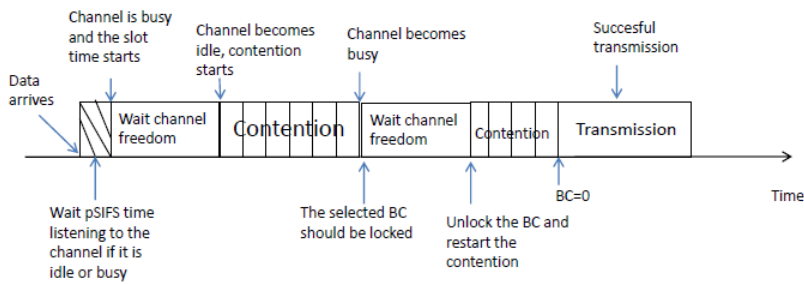 Channel is busy
and the slot
time starts
Channel becomes
idle, contention
starts
Channel becomes
busy
Succesful
transmission
Data
arrives
Wait channel
freedom
Contention
Wait channel
freedom
Contention
Transmission
BC=0
Time
Wait pSIFS time
listening to the
channel if it is
idle or busy
The selected BC
should be locked
Unlock the BC and
restart the
contention